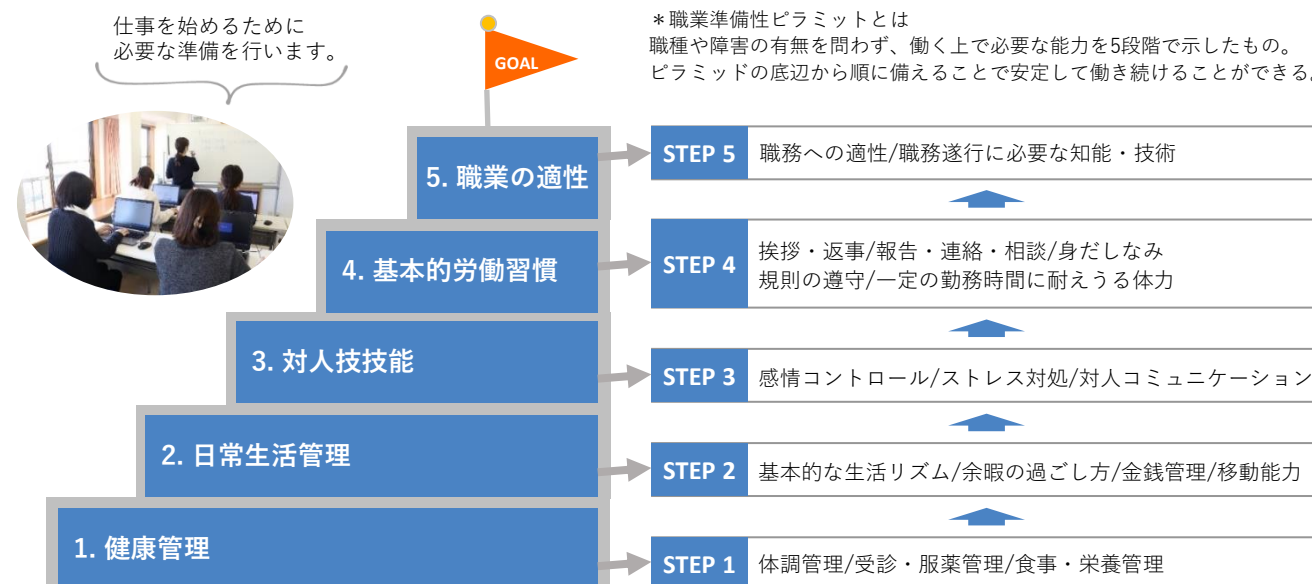 仕事を始めるために
必要な準備を行います。
GOAL
＊職業準備性ピラミットとは
職種や障害の有無を問わず、働く上で必要な能力を5段階で示したもの。
ピラミッドの底辺から順に備えることで安定して働き続けることができる。
5. 職業の適性
STEP 5
職務への適性/職務遂行に必要な知能・技術
4. 基本的労働習慣
STEP 4
挨拶・返事/報告・連絡・相談/身だしなみ
規則の遵守/一定の勤務時間に耐えうる体力
3. 対人技技能
STEP 3
感情コントロール/ストレス対処/対人コミュニケーション
2. 日常生活管理
STEP 2
基本的な生活リズム/余暇の過ごし方/金銭管理/移動能力
1. 健康管理
STEP 1
体調管理/受診・服薬管理/食事・栄養管理